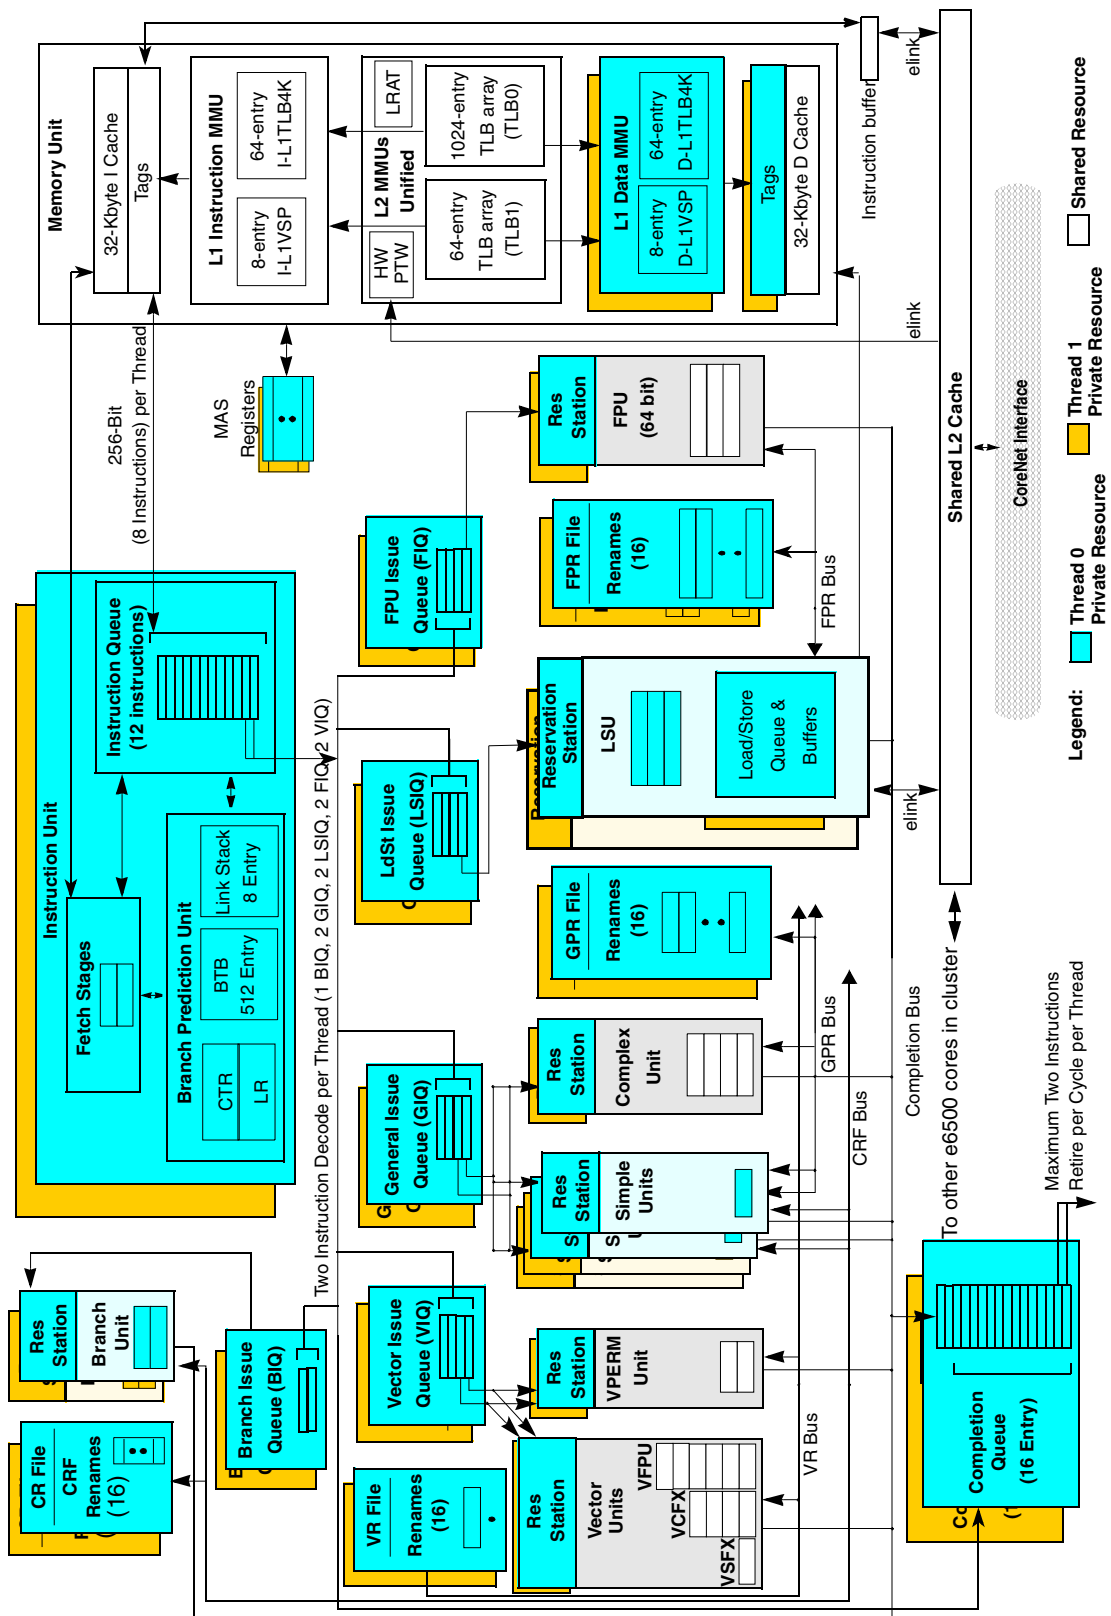 Instruction Unit
Fetch Stages
Branch Prediction Unit
CTR
LR
BTB
512 Entry
Link Stack
8 Entry
Instruction Queue
(12 instructions)
256-Bit
(8 Instructions) per Thread
MAS
Registers
Memory Unit
32-Kbyte I Cache
Tags
L1 Instruction MMU
8-entry
I-L1VSP
64-entry
I-L1TLB4K
L2 MMUs
Unified
HW
PTW
LRAT
64-entry
TLB array
(TLB1)
1024-entry
TLB array
(TLB0)
L1 Data MMU
8-entry
D-L1VSP
64-entry
D-L1TLB4K
Tags
32-Kbyte D Cache
Instruction buffer
elink
elink
elink
Two Instruction Decode per Thread (1 BIQ, 2 GIQ, 2 LSIQ, 2 FIQ, 2 VIQ)
Res
Station
Branch
Unit
CR File
CRF
Renames
(16)
Branch Issue
Queue (BIQ)
Vector Issue
Queue (VIQ)
General Issue
Queue (GIQ)
LdSt Issue
Queue (LSIQ)
FPU Issue
Queue (FIQ)
VR File
Renames
(16)
Res
Station
Vector
Units
VSFX
VCFX
VFPU
Res
Station
VPERM
Unit
Res
Station
Simple
Units
Res
Station
Complex
Unit
GPR File
Renames
(16)
Reservation
Station
LSU
Load/Store
Queue &
Buffers
FPR File
Renames
(16)
Res
Station
FPU
(64 bit)
VR Bus
CRF Bus
GPR Bus
FPR Bus
Completion Bus
Completion
Queue
(16 Entry)
Maximum Two Instructions
Retire per Cycle per Thread
To other e6500 cores in cluster
Shared L2 Cache
CoreNet Interface
Legend:
Thread 0
Private Resource
Thread 1
Private Resource
Shared Resource